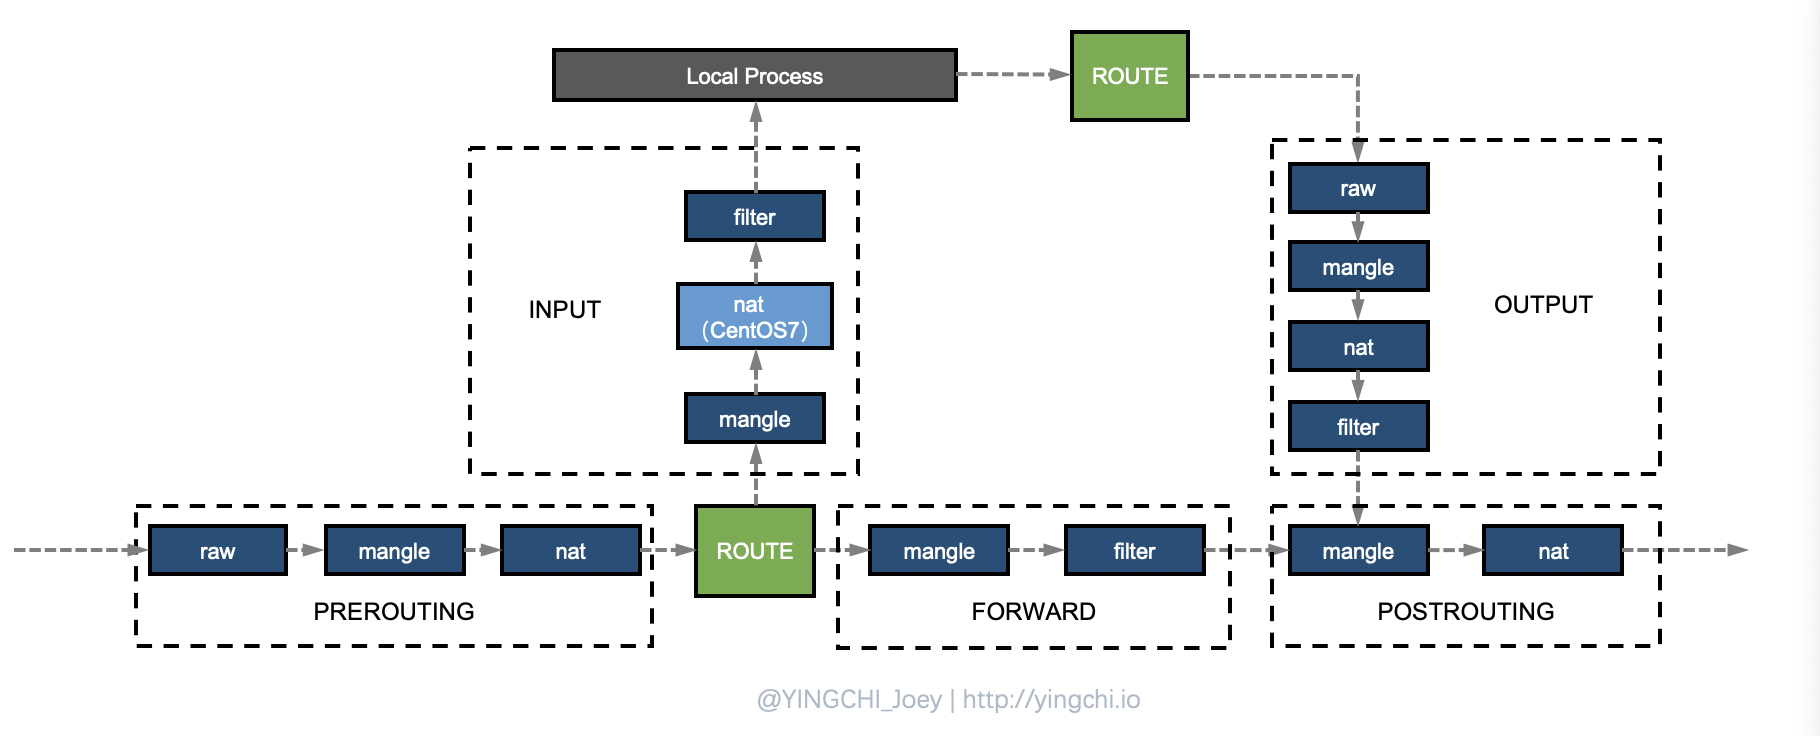 Local Process
ROUTE
raw
filter
mangle
INPUT
nat
（CentOS7）
OUTPUT
nat
mangle
filter
raw
mangle
nat
ROUTE
mangle
filter
mangle
nat
PREROUTING
FORWARD
POSTROUTING
@YINGCHI_Joey | http://yingchi.io